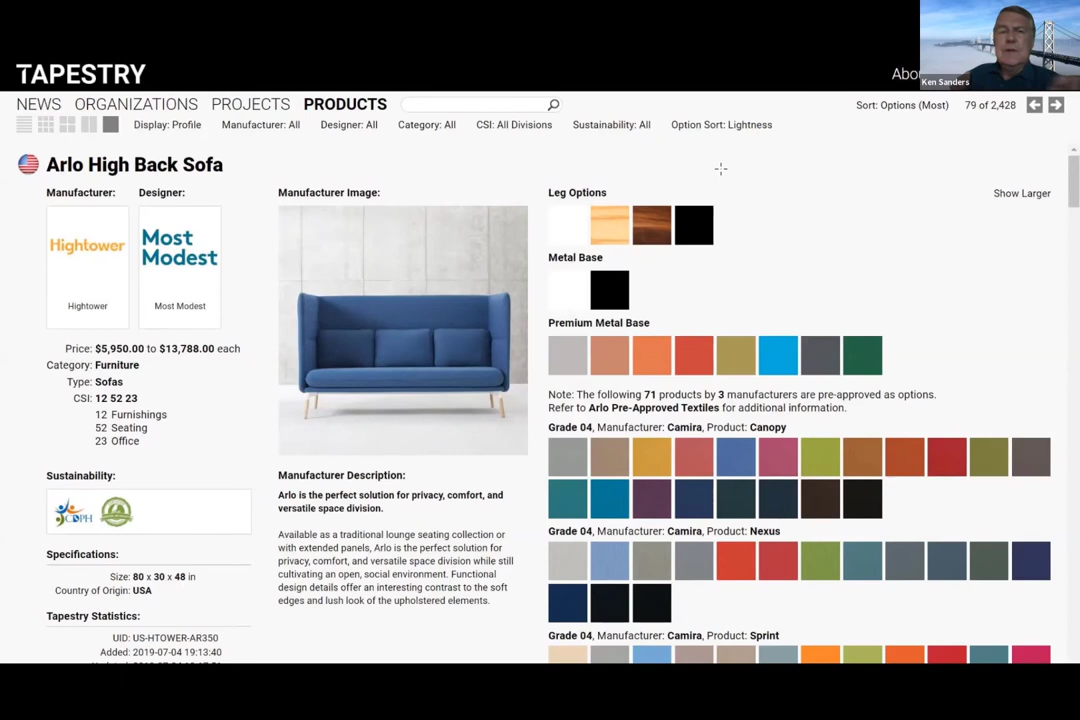 TAPESTRY
Abo
Ken Sanders
NEWS ORGANIZATIONS PROJECTS PRODUCTS
Sort: Options (Most) 79 of 2,428
Display: Profile Manufacturer: All Designer: All Category: All CSI: All Divisions Sustainability: All Option Sort: Lightness
Arlo High Back Sofa
Manufacturer: Designer:
Hightower
Most
Modest
Hightower Most Modest
Price: $5,950.00 to $13,788.00 each
Category: Furniture
Type: Sofas
CSI: 12 52 23
12 Furnishings
52 Seating
23 Office
Sustainability:
CDPH
Specifications:
Size: 80 x 30 x 48 in
Country of Origin: USA
Tapestry Statistics:
UID: US-HTOWER-AR350
Added: 2019-07-04 19:13:40
Manufacturer Image:
Manufacturer Description:
Arlo is the perfect solution for privacy, comfort, and
versatile space division.
Available as a traditional lounge seating collection or
with extended panels, Arlo is the perfect solution for
privacy, comfort, and versatile space division while still
cultivating an open, social environment. Functional
design details offer an interesting contrast to the soft
edges and lush look of the upholstered elements.
Leg Options
Show Larger
Metal Base
Premium Metal Base
Note: The following 71 products by 3 manufacturers are pre-approved as options.
Refer to Arlo Pre-Approved Textiles for additional information.
Grade 04, Manufacturer: Camira, Product: Canopy
Grade 04, Manufacturer: Camira, Product: Nexus
Grade 04, Manufacturer: Camira, Product: Sprint